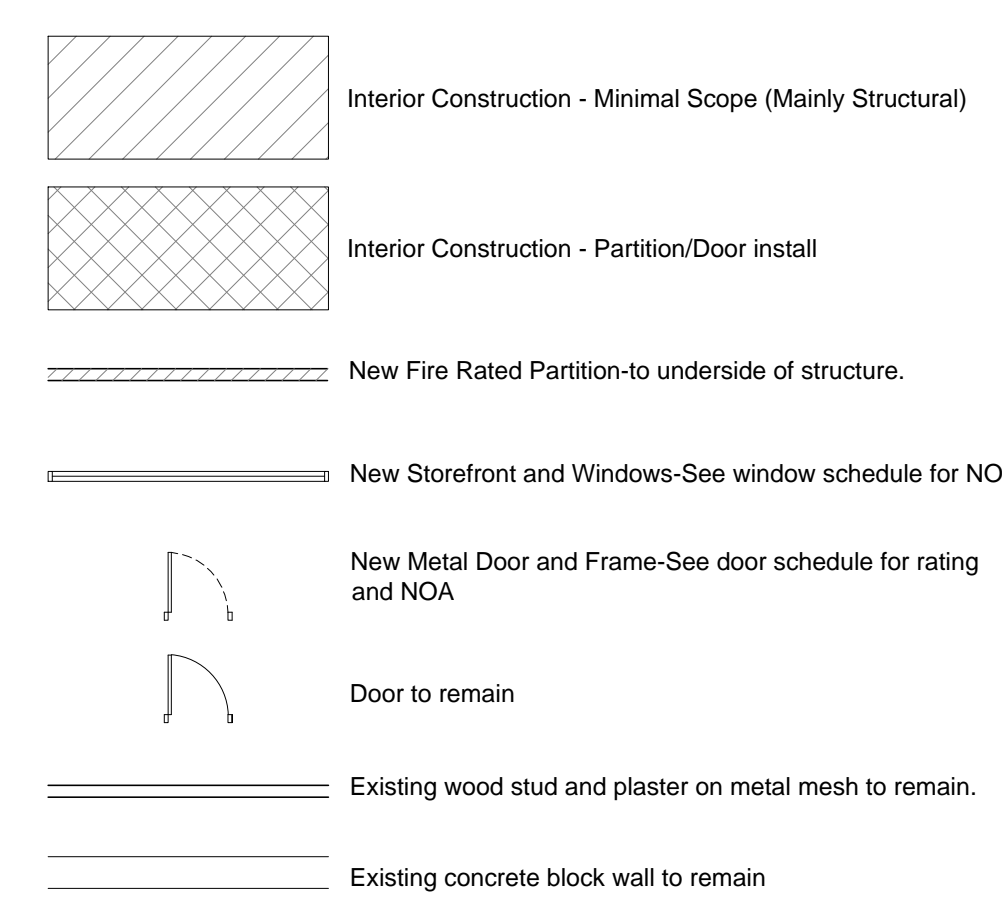 Interior Construction - Minimal Scope (Mainly Structural)
Interior Construction - Partition/Door install
New Fire Rated Partition-to underside of structure.
New Storefront and Windows-See window schedule for NO
New Metal Door and Frame-See door schedule for rating
and NOA
Door to remain
Existing wood stud and plaster on metal mesh to remain.
Existing concrete block wall to remain